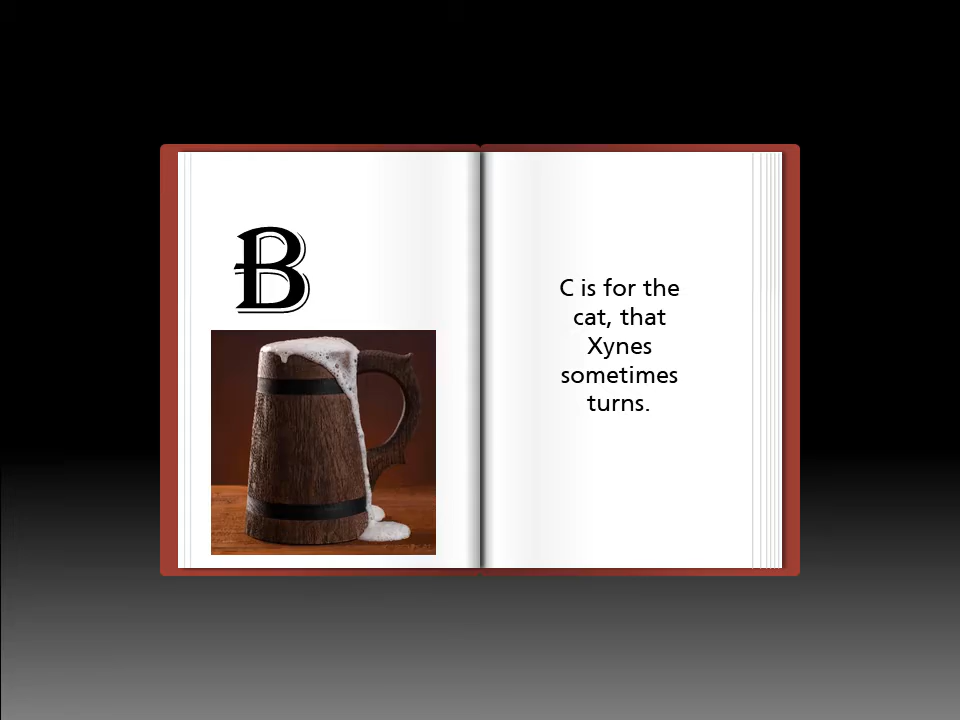 B
C is for the
cat, that
Xynes
sometimes
turns.